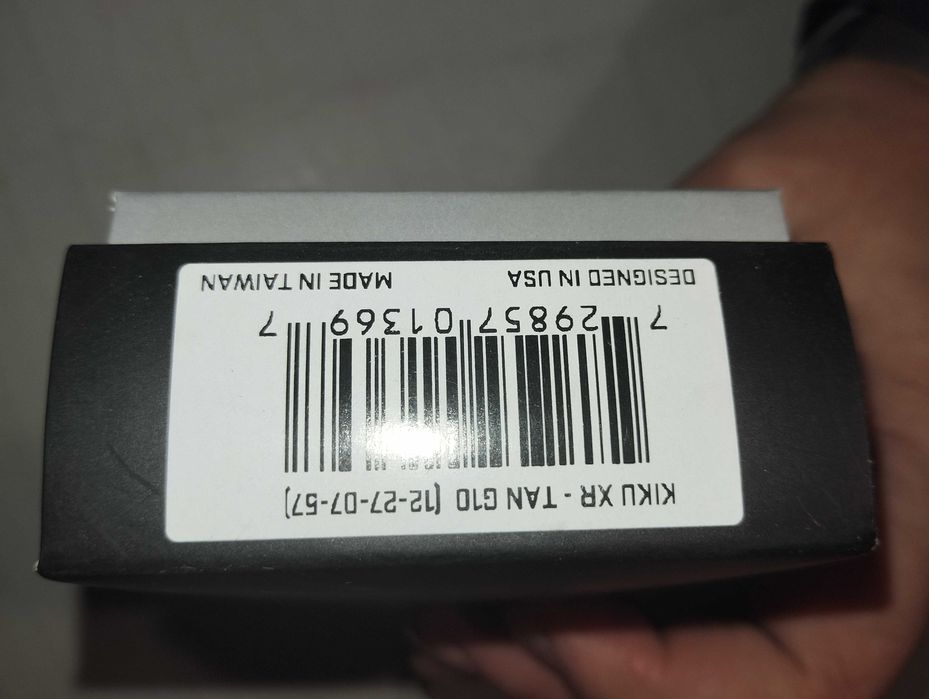 KIKU XR - TAN G10 (12-27-07-57)
7 29857 01369 7
DESIGNED IN USA MADE IN TAIWAN